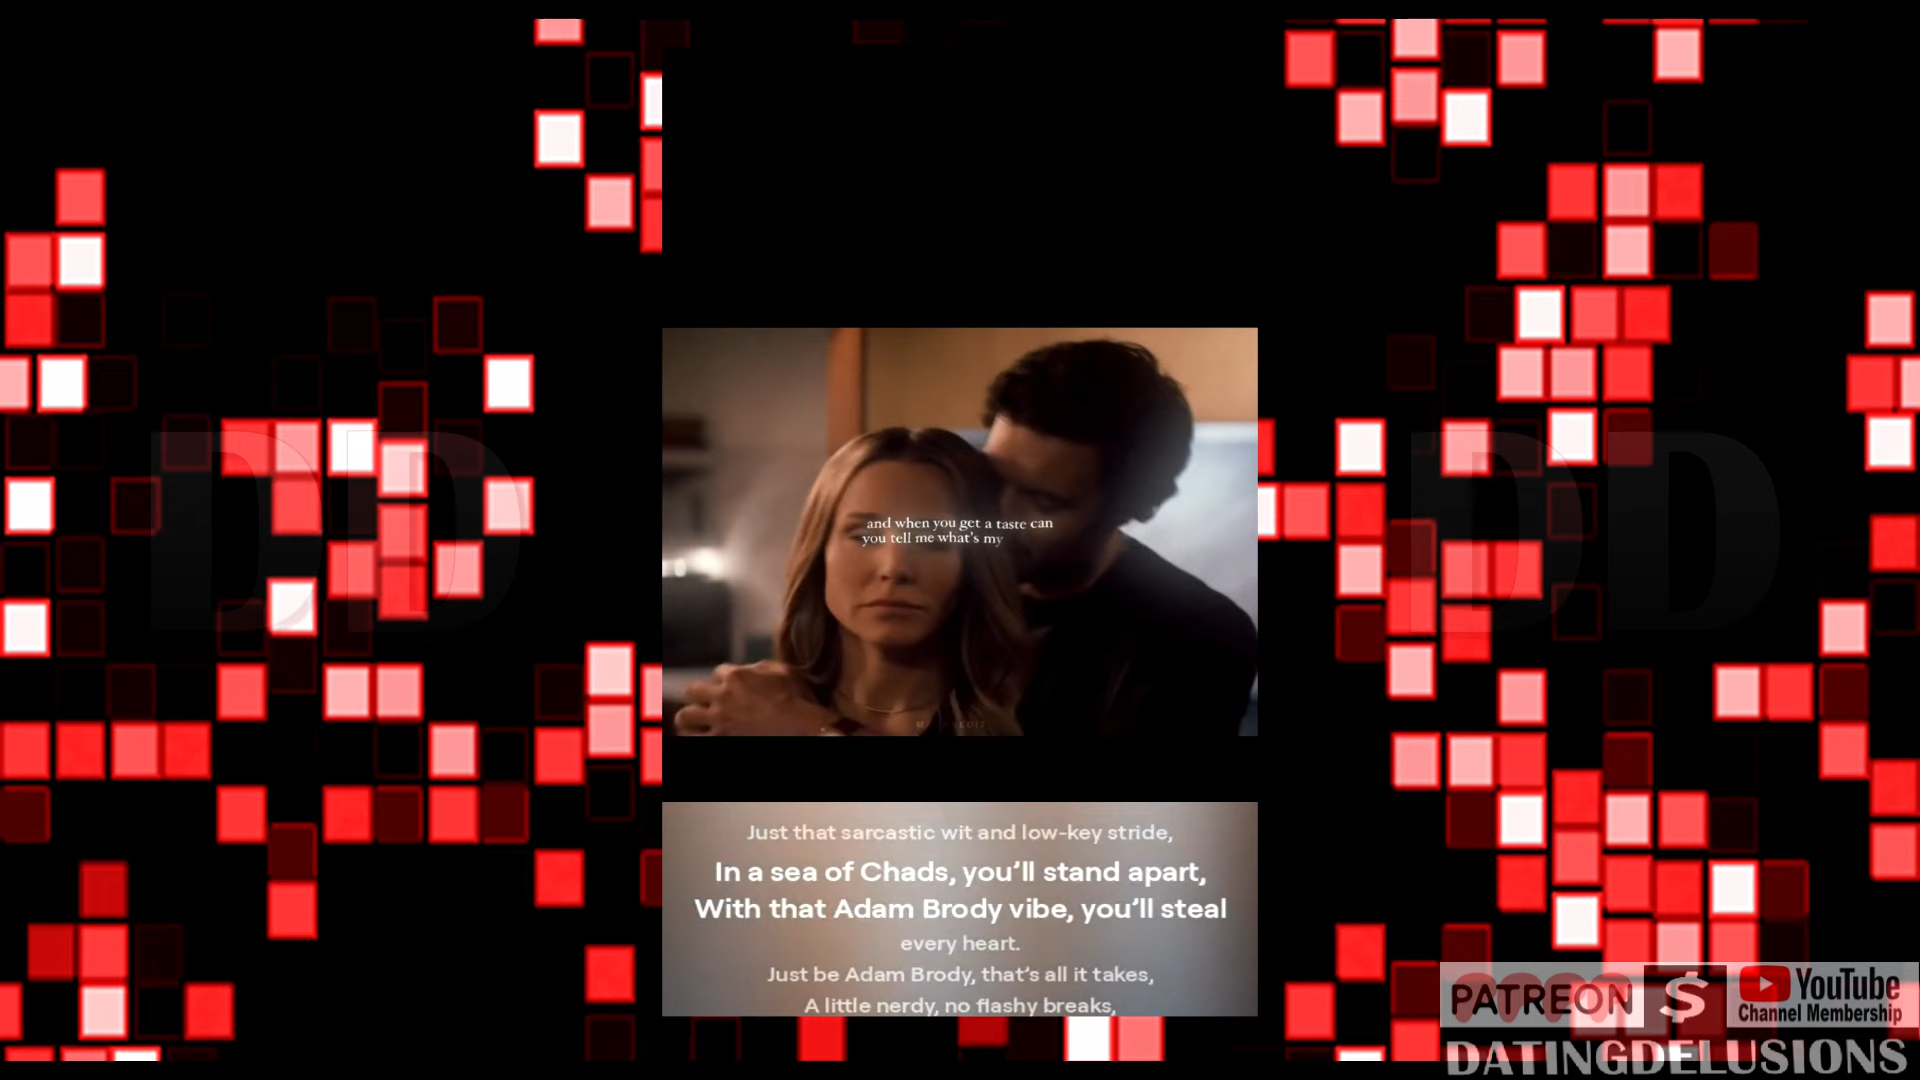 DD
DD
and when you get a taste can
you tell me what's my
Just that sarcastic wit and low-key stride,
In a sea of Chads, you'll stand apart,
With that Adam Brody vibe, you'll steal
every heart.
Just be Adam Brody, that's all it takes,
A little nerdy, no flashy breaks,
PATREON
$
YouTube
Channel Membership
DATINGDELUSIONS